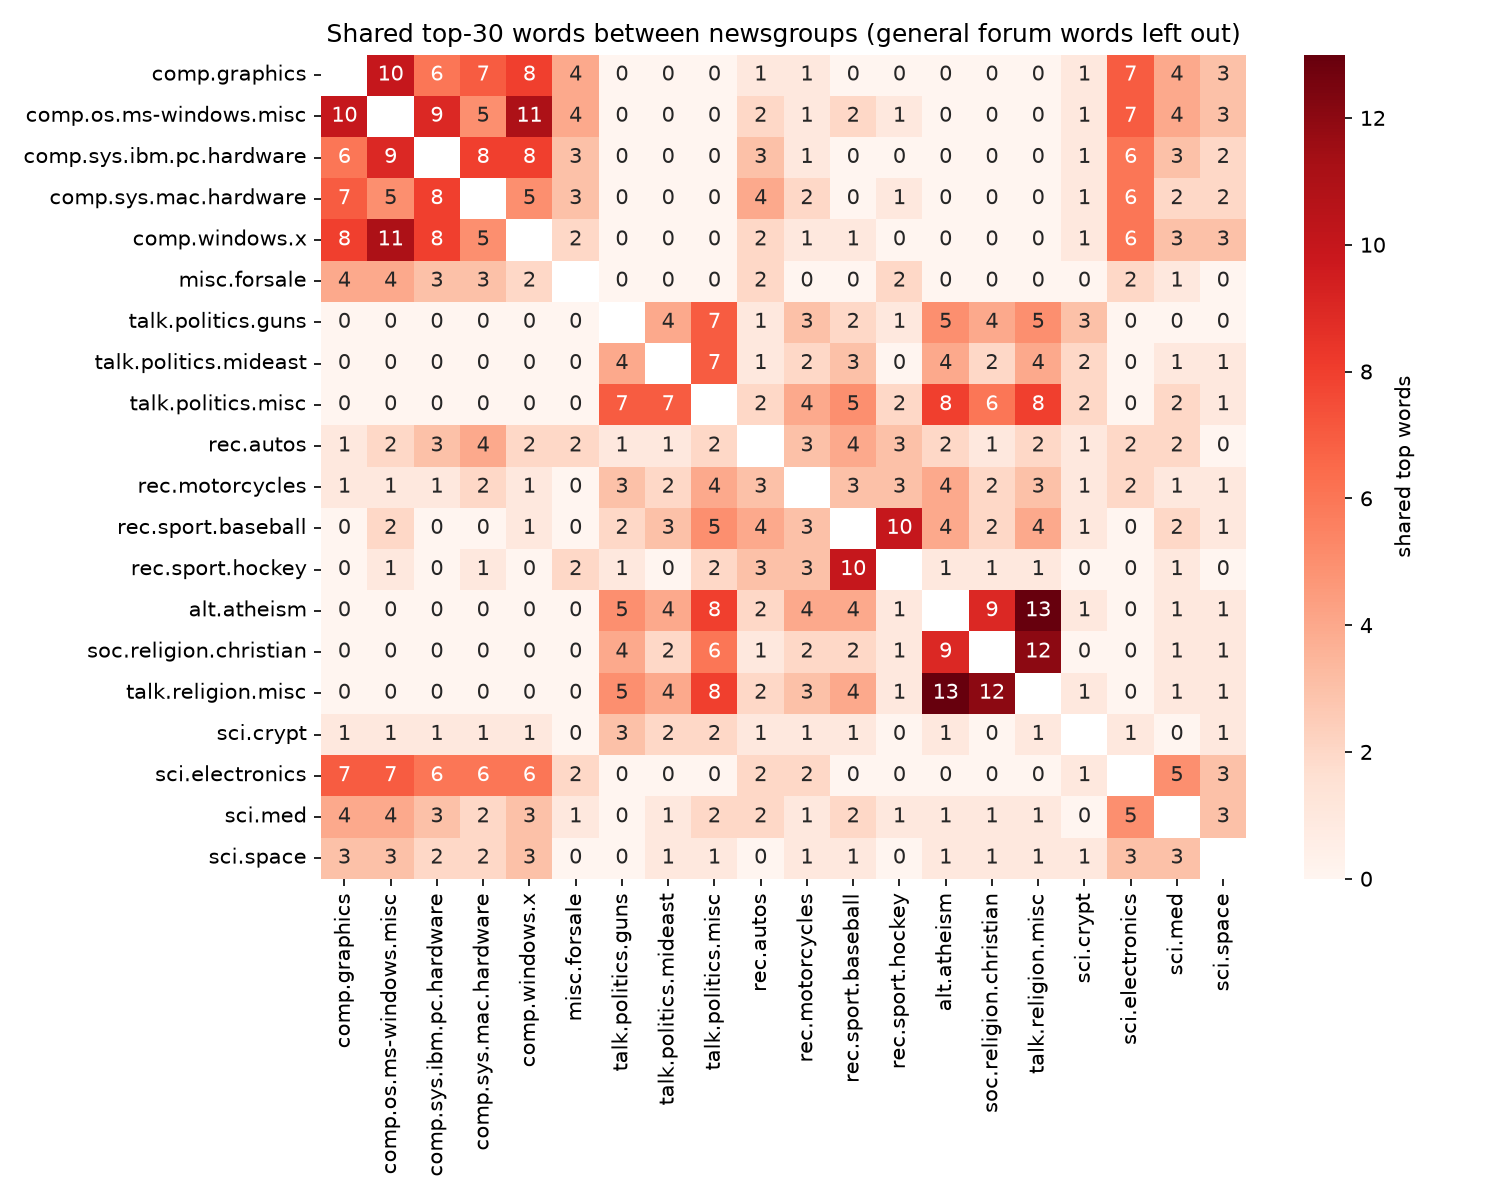 Shared top-30 words between newsgroups (general forum words left out)
comp.graphics 10 6 7 8 4 0 0 0 1 1 0 0 0 0 0 1 7 4 3
comp.os.ms-windows.misc 10 9 5 11 4 0 0 0 2 1 2 1 0 0 0 1 7 4 3
comp.sys.ibm.pc.hardware 6 9 8 8 3 0 0 0 3 1 0 0 0 0 0 1 6 3 2
comp.sys.mac.hardware 7 5 8 5 3 0 0 0 4 2 0 1 0 0 0 1 6 2 2
comp.windows.x 8 11 8 5 2 0 0 0 2 1 1 0 0 0 0 1 6 3 3
misc.forsale 4 4 3 3 2 0 0 0 2 0 0 2 0 0 0 0 2 1 0
talk.politics.guns 0 0 0 0 0 0 4 7 1 3 2 1 5 4 5 3 0 0 0
talk.politics.mideast 0 0 0 0 0 0 4 7 1 2 3 0 4 2 4 2 0 1 1
talk.politics.misc 0 0 0 0 0 0 7 7 2 4 5 2 8 6 8 2 0 2 1
rec.autos 1 2 3 4 2 2 1 1 2 3 4 3 2 1 2 1 2 2 0
rec.motorcycles 1 1 1 2 1 0 3 2 4 3 3 3 4 2 3 1 2 1 1
rec.sport.baseball 0 2 0 0 1 0 2 3 5 4 3 10 4 2 4 1 0 2 1
rec.sport.hockey 0 1 0 1 0 2 1 0 2 3 3 10 1 1 1 0 0 1 0
alt.atheism 0 0 0 0 0 0 5 4 8 2 4 4 1 9 13 1 0 1 1
soc.religion.christian 0 0 0 0 0 0 4 2 6 1 2 2 1 9 12 0 0 1 1
talk.religion.misc 0 0 0 0 0 0 5 4 8 2 3 4 1 13 12 1 0 1 1
sci.crypt 1 1 1 1 1 0 3 2 2 1 1 1 0 1 0 1 1 0 1
sci.electronics 7 7 6 6 6 2 0 0 0 2 2 0 0 0 0 0 1 5 3
sci.med 4 4 3 2 3 1 0 1 2 2 1 2 1 1 1 1 0 5 3
sci.space 3 3 2 2 3 0 0 1 1 0 1 1 0 1 1 1 1 3 3
comp.graphics
comp.os.ms-windows.misc
comp.sys.ibm.pc.hardware
comp.sys.mac.hardware
comp.windows.x
misc.forsale
talk.politics.guns
talk.politics.mideast
talk.politics.misc
rec.autos
rec.motorcycles
rec.sport.baseball
rec.sport.hockey
alt.atheism
soc.religion.christian
talk.religion.misc
sci.crypt
sci.electronics
sci.med
sci.space
12
10
8
6
4
2
0
shared top words